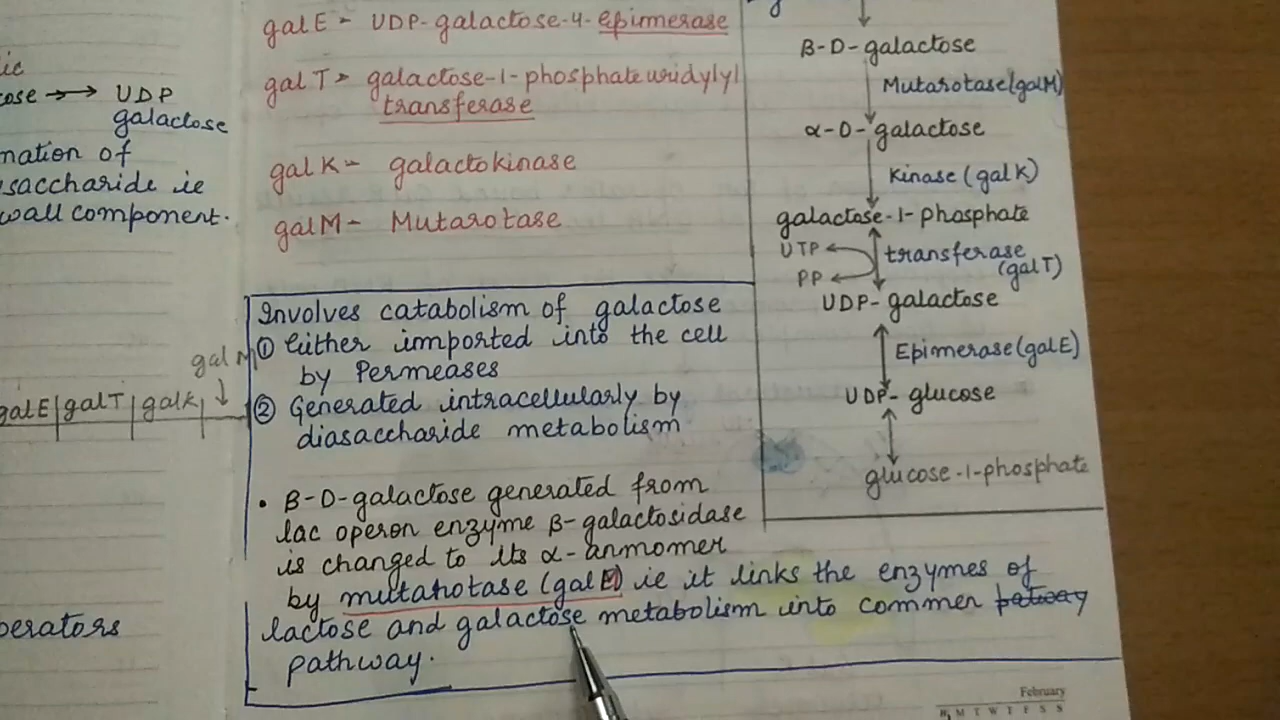 ic
cose →→ UDP
galactose
nation of
saccharide ie
wall component.
gal M
galE | galT | galK |
perators
galE - UDP-galactose-4-epimerase
galT - galactose-1-phosphate uridylyl
transferase
galK - galactokinase
galM - Mutarotase
Involves catabolism of galactose
① Either imported into the cell
by Permeases
② Generated intracellularly by
diasaccharide metabolism
• β-D-galactose generated from
lac operon enzyme β-galactosidase
is changed to its α-anmomer
by mutarotase (galM) ie it links the enzymes of
lactose and galactose metabolism into commen
pathway.
β-D-galactose
Mutarotase(galM)
α-D-galactose
Kinase (galK)
galactose-1-phosphate
UTP
transferase
(galT)
PP
UDP-galactose
Epimerase(galE)
UDP-glucose
glucose-1-phosphate
February
M T W T F S S